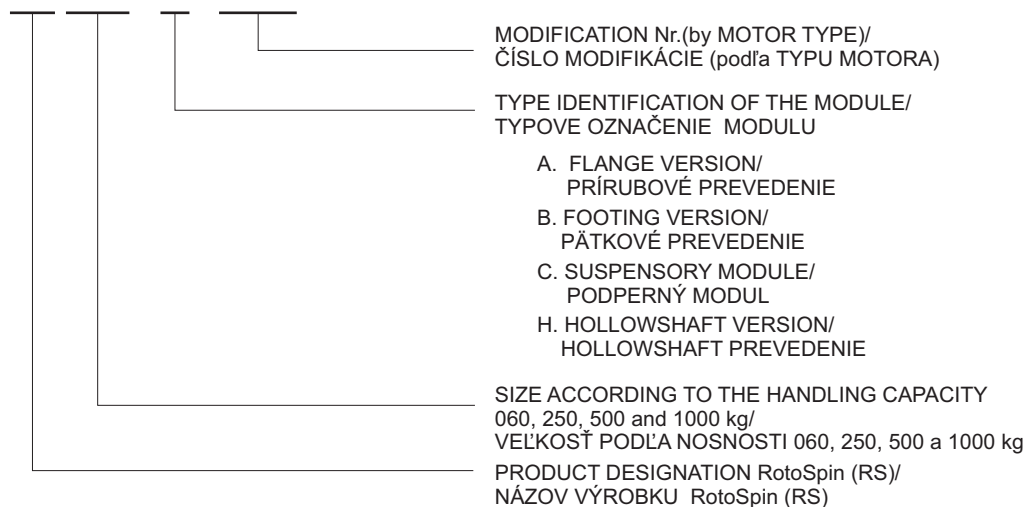 MODIFICATION Nr.(by MOTOR TYPE)/
ČÍSLO MODIFIKÁCIE (podľa TYPU MOTORA)
TYPE IDENTIFICATION OF THE MODULE/
TYPOVE OZNAČENIE MODULU
A. FLANGE VERSION/
PRÍRUBOVÉ PREVEDENIE
B. FOOTING VERSION/
PÄTKOVÉ PREVEDENIE
C. SUSPENSORY MODULE/
PODPERNÝ MODUL
H. HOLLOWSHAFT VERSION/
HOLLOWSHAFT PREVEDENIE
SIZE ACCORDING TO THE HANDLING CAPACITY
060, 250, 500 and 1000 kg/
VEĽKOSŤ PODĽA NOSNOSTI 060, 250, 500 a 1000 kg
PRODUCT DESIGNATION RotoSpin (RS)/
NÁZOV VÝROBKU RotoSpin (RS)